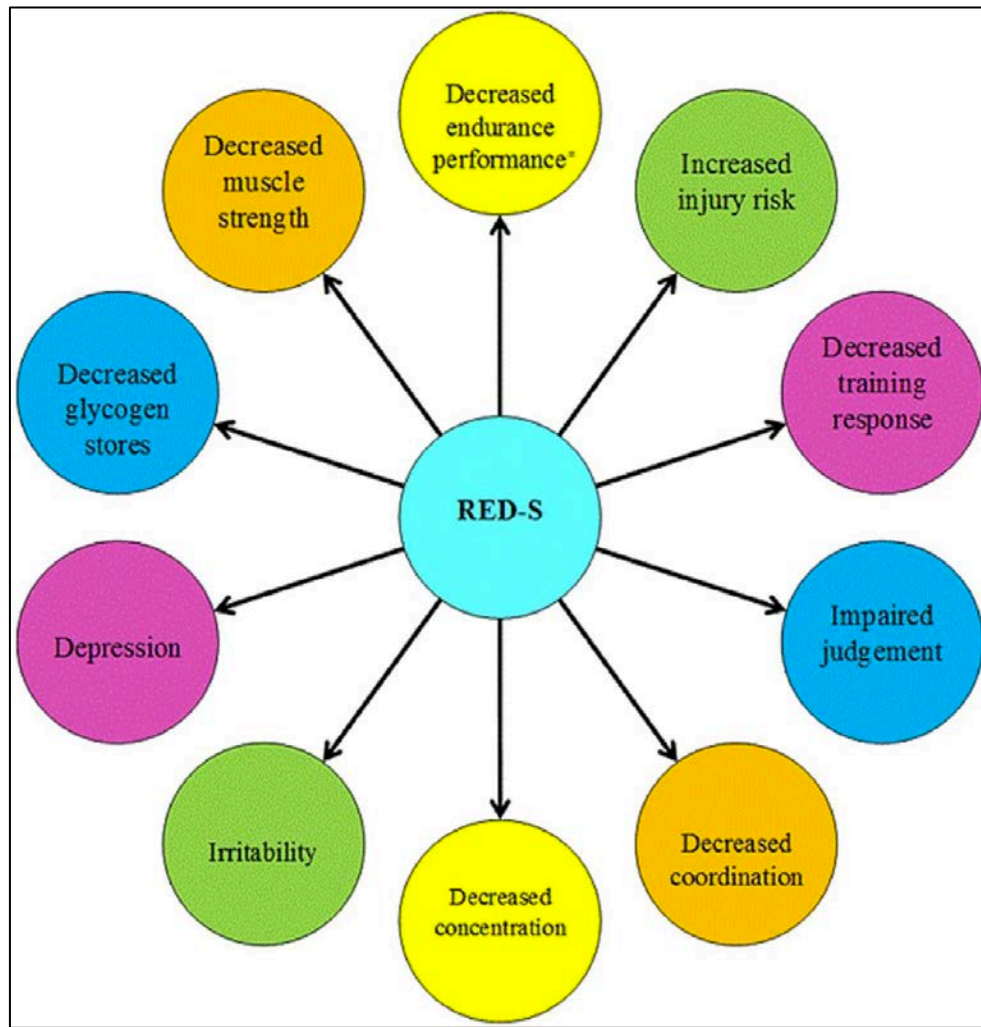 Decreased
endurance
performance*
Increased
injury risk
Decreased
training
response
Impaired
judgement
Decreased
coordination
Decreased
concentration
Irritability
Depression
Decreased
glycogen
stores
Decreased
muscle
strength
RED-S